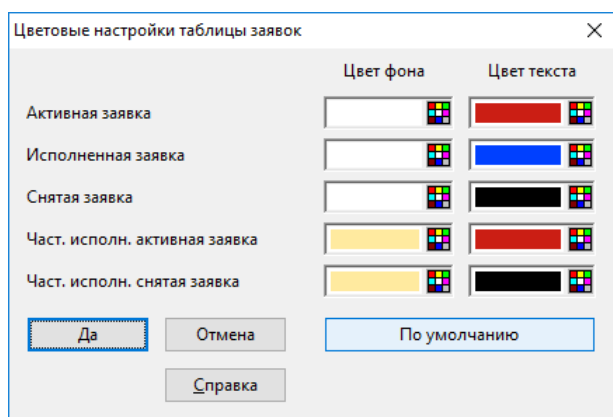 Цветовые настройки таблицы заявок
Цвет фона Цвет текста
Активная заявка
Исполненная заявка
Снятая заявка
Част. исполн. активная заявка
Част. исполн. снятая заявка
Да Отмена По умолчанию
Справка